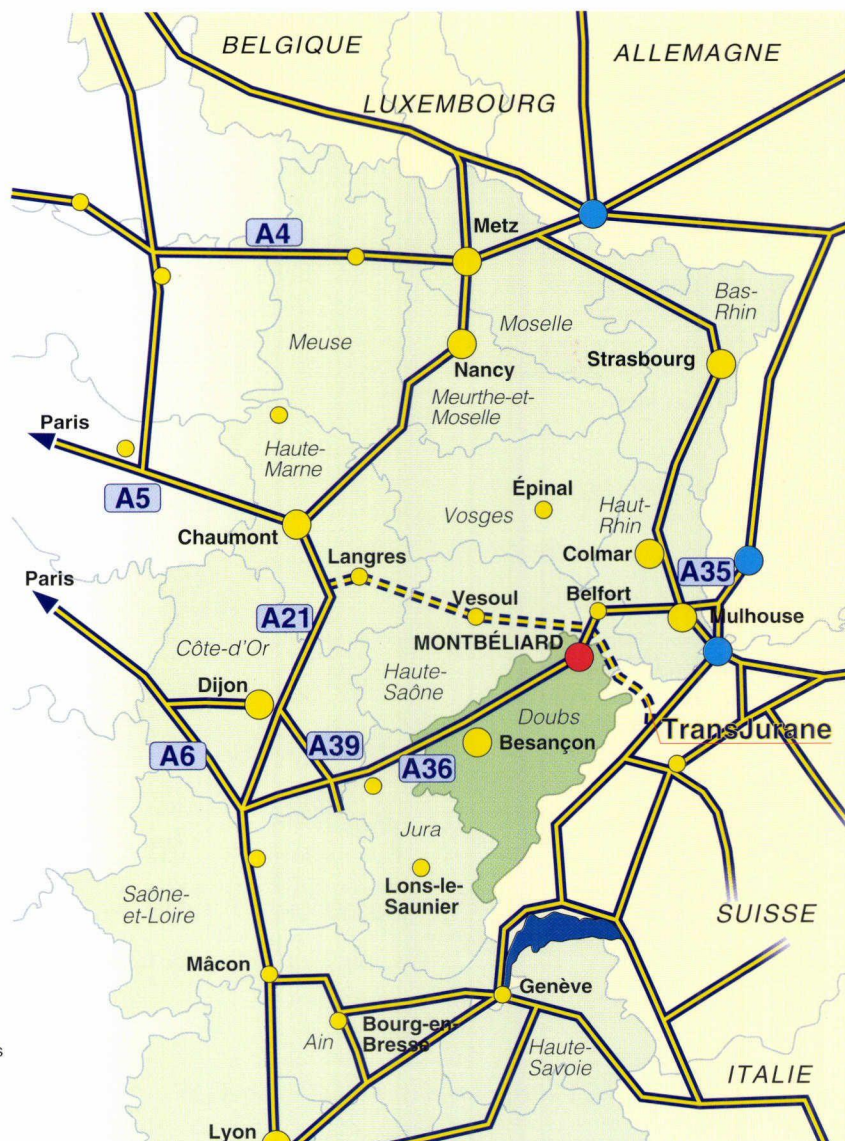 BELGIQUE
ALLEMAGNE
LUXEMBOURG
Metz
A4
Bas-
Rhin
Moselle
Meuse
Strasbourg
Nancy
Meurthe-et-
Moselle
Paris
Haute-
Marne
A5
Épinal
Vosges
Haut-
Rhin
Chaumont
Colmar
Langres
A35
Paris
Vesoul
Belfort
A21
Mulhouse
MONTBÉLIARD
Côte-d'Or
Haute-
Saône
Dijon
Doubs
TransJurane
A39
Besançon
A6
A36
Jura
Lons-le-
Saunier
Saône-
et-Loire
SUISSE
Mâcon
Genève
Bourg-en-
Bresse
Ain
Haute-
Savoie
s
ITALIE
Lyon